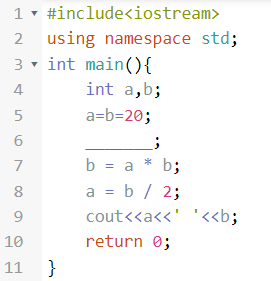 1 #include<iostream>
2 using namespace std;
3 int main(){
4 int a,b;
5 a=b=20;
6 _______;
7 b = a * b;
8 a = b / 2;
9 cout<<a<<' '<<b;
10 return 0;
11 }